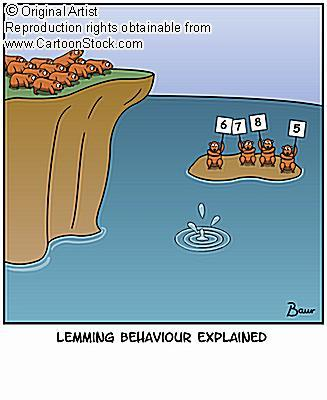 © Original Artist
Reproduction rights obtainable from
www.CartoonStock.com
6 7 8 5
Baur
LEMMING BEHAVIOUR EXPLAINED